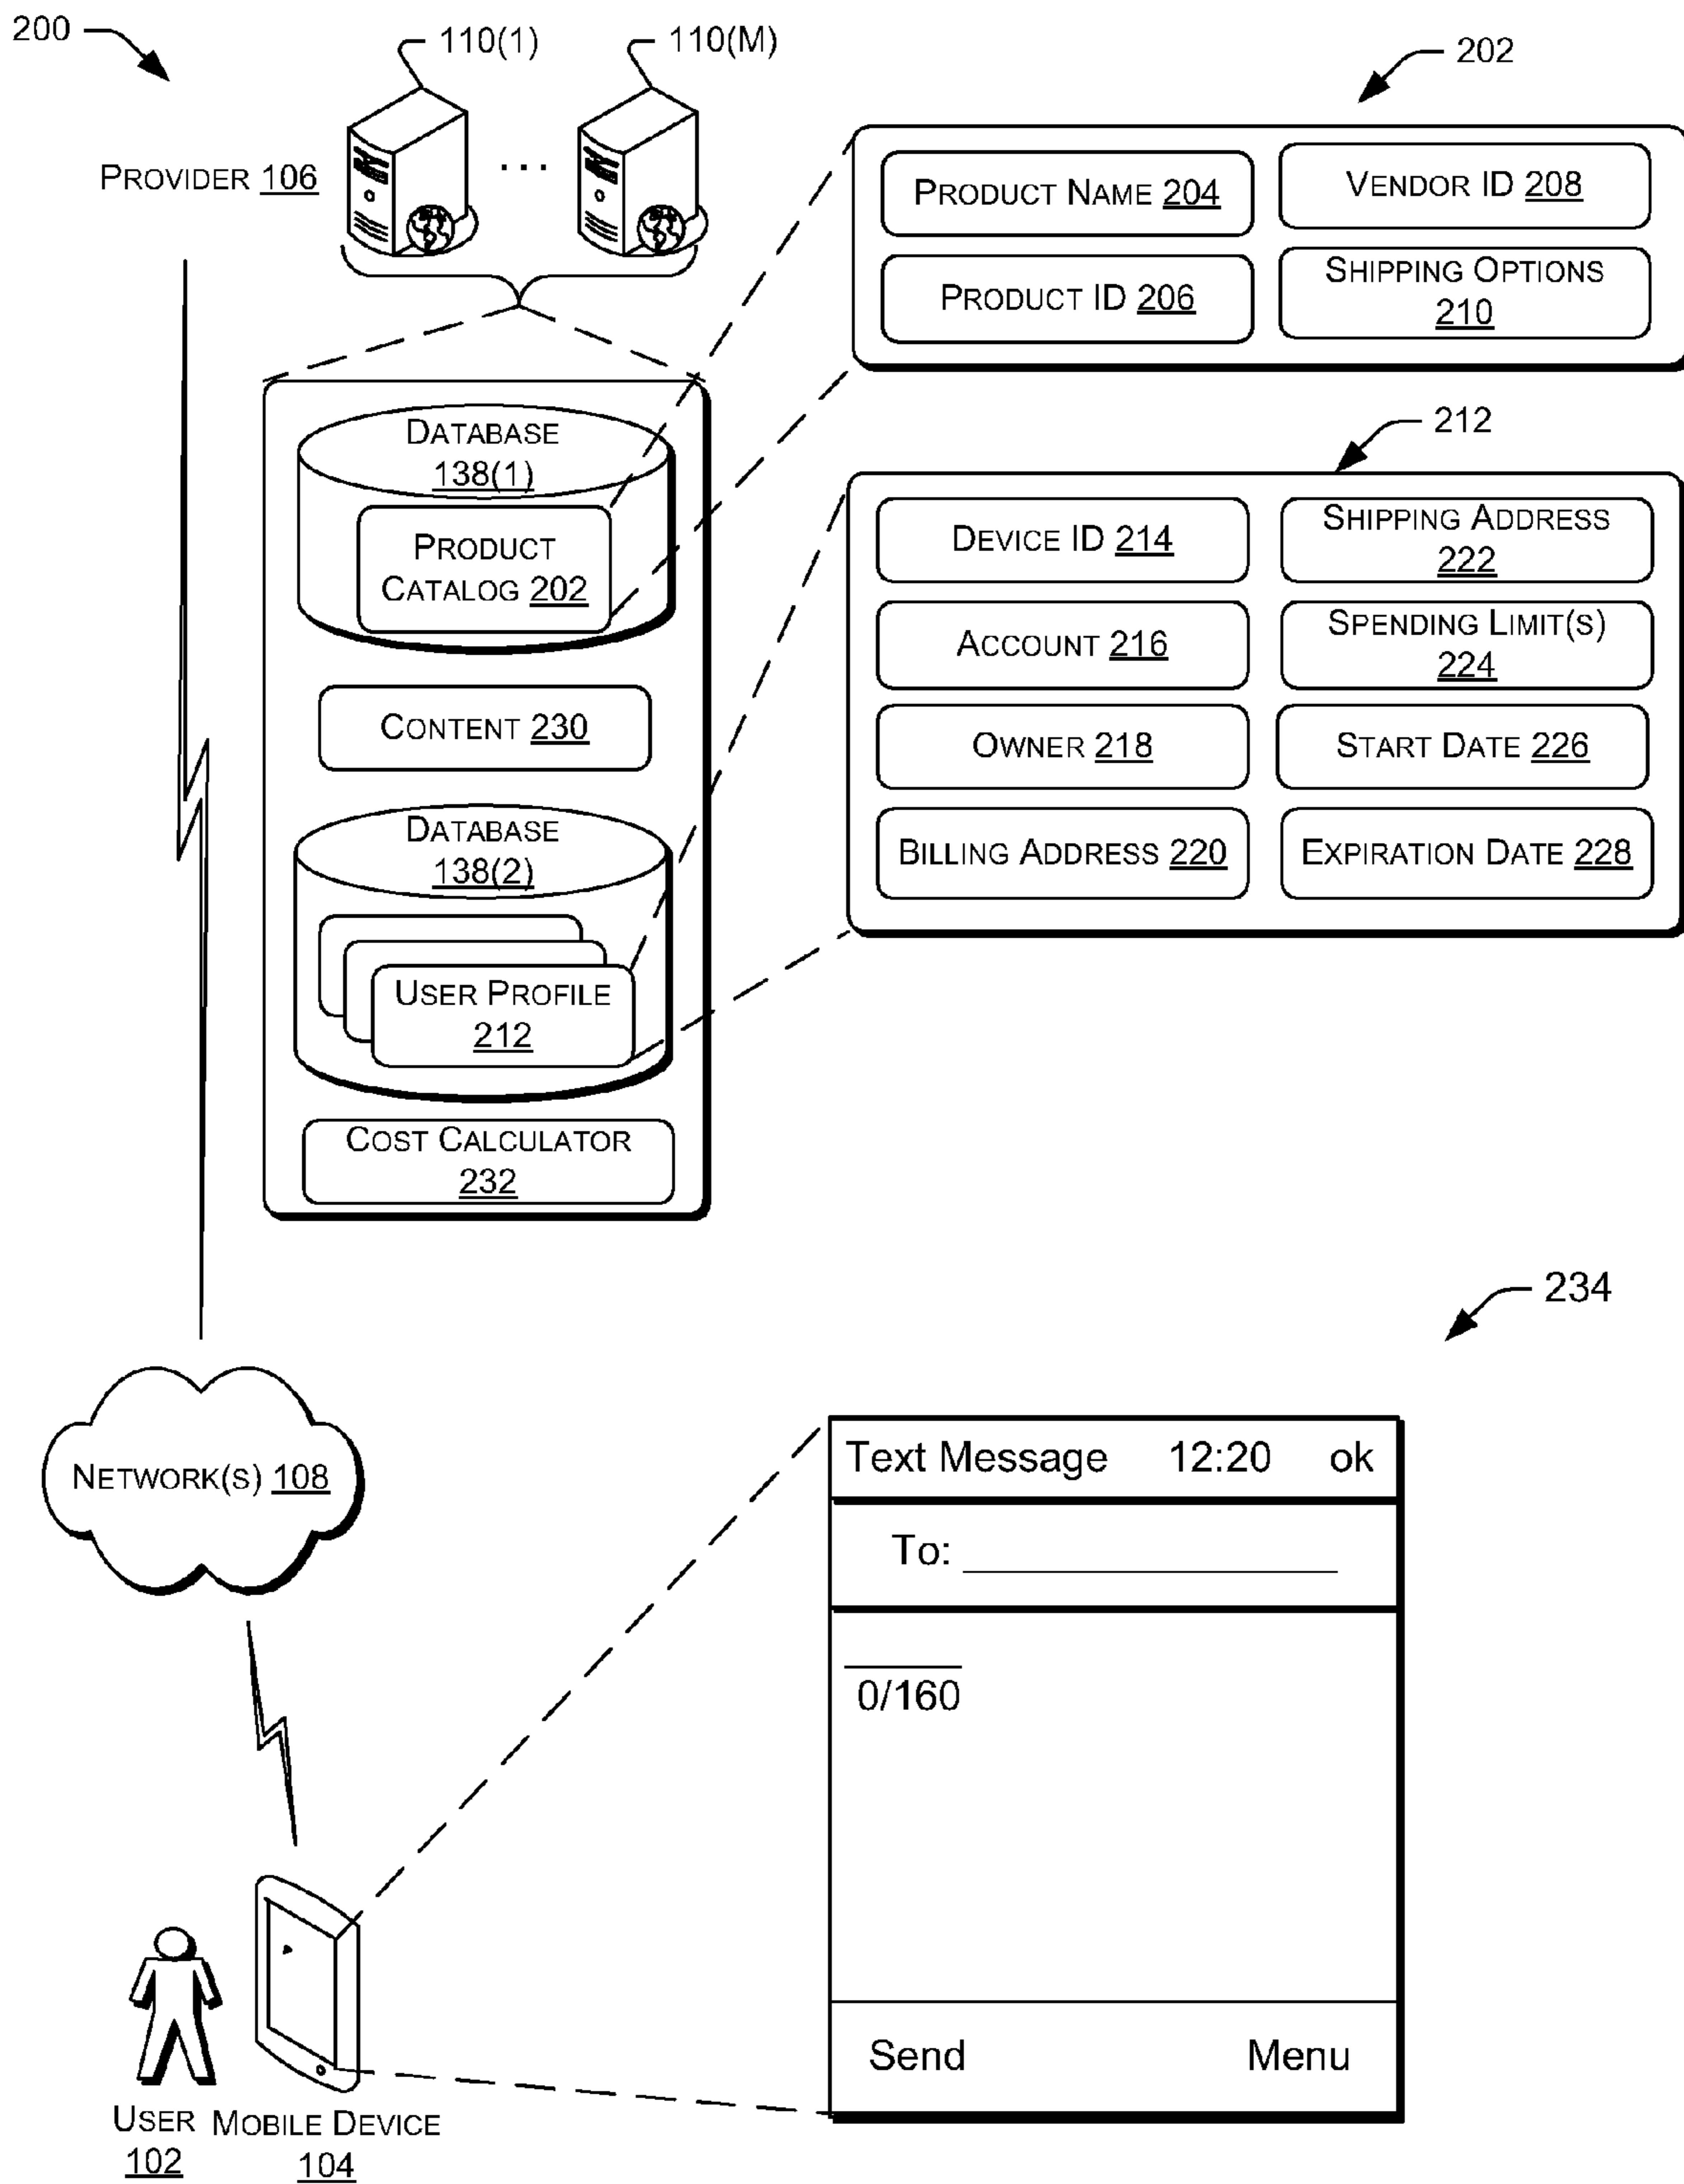 200
110(1)
110(M)
PROVIDER 106
...
202
PRODUCT NAME 204
VENDOR ID 208
PRODUCT ID 206
SHIPPING OPTIONS
210
DATABASE
138(1)
PRODUCT
CATALOG 202
CONTENT 230
DATABASE
138(2)
USER PROFILE
212
COST CALCULATOR
232
212
DEVICE ID 214
SHIPPING ADDRESS
222
ACCOUNT 216
SPENDING LIMIT(S)
224
OWNER 218
START DATE 226
BILLING ADDRESS 220
EXPIRATION DATE 228
NETWORK(S) 108
234
Text Message 12:20 ok
To:
0/160
Send Menu
USER
102
MOBILE DEVICE
104